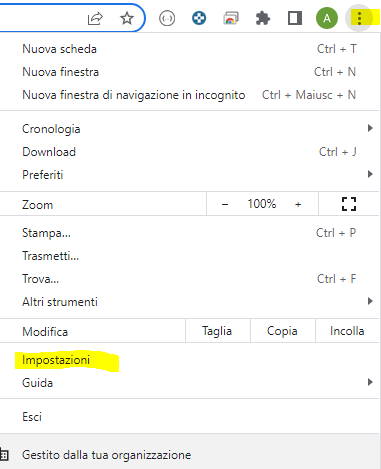 A
Nuova scheda Ctrl + T
Nuova finestra Ctrl + N
Nuova finestra di navigazione in incognito Ctrl + Maiusc + N
Cronologia
Download Ctrl + J
Preferiti
Zoom − 100% +
Stampa... Ctrl + P
Trasmetti...
Trova... Ctrl + F
Altri strumenti
Modifica Taglia Copia Incolla
Impostazioni
Guida
Esci
Gestito dalla tua organizzazione